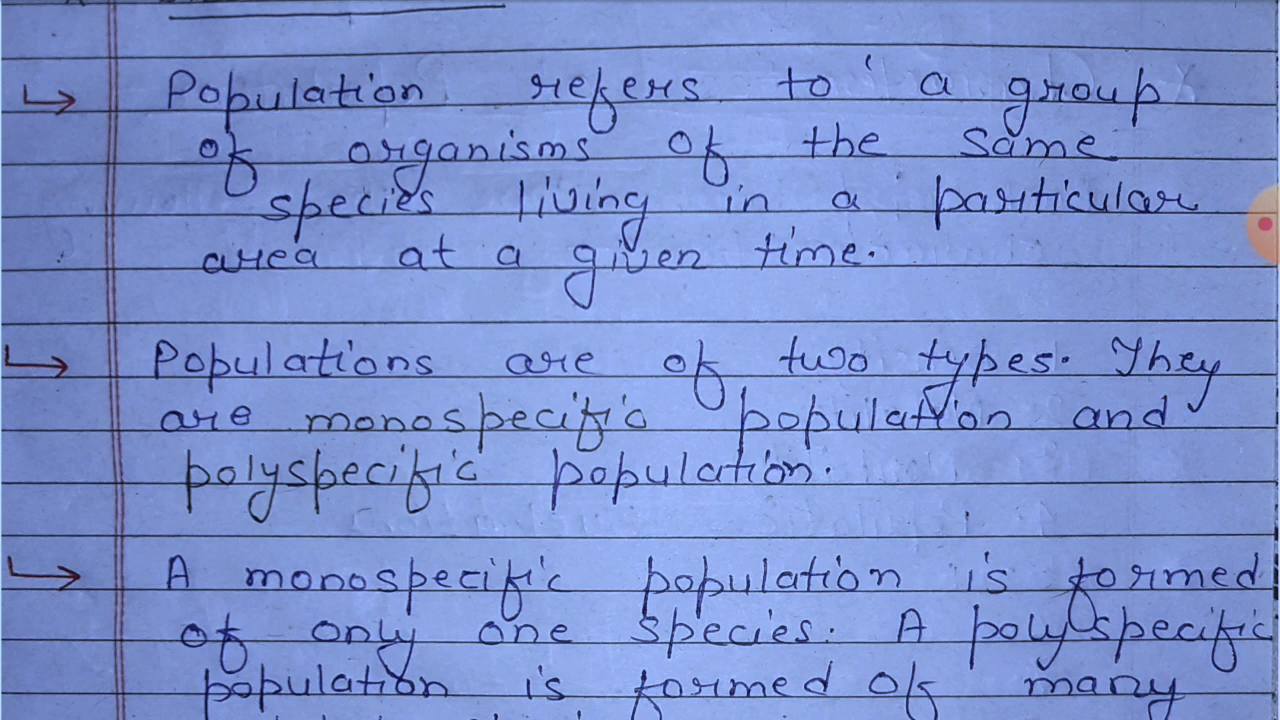 ↳ Population refers to a group
of organisms of the same
species living in a particular
area at a given time.
↳ Populations are of two types. They
are monospecific population and
polyspecific population.
↳ A monospecific population is formed
of only one species. A polyspecific
population is formed of many